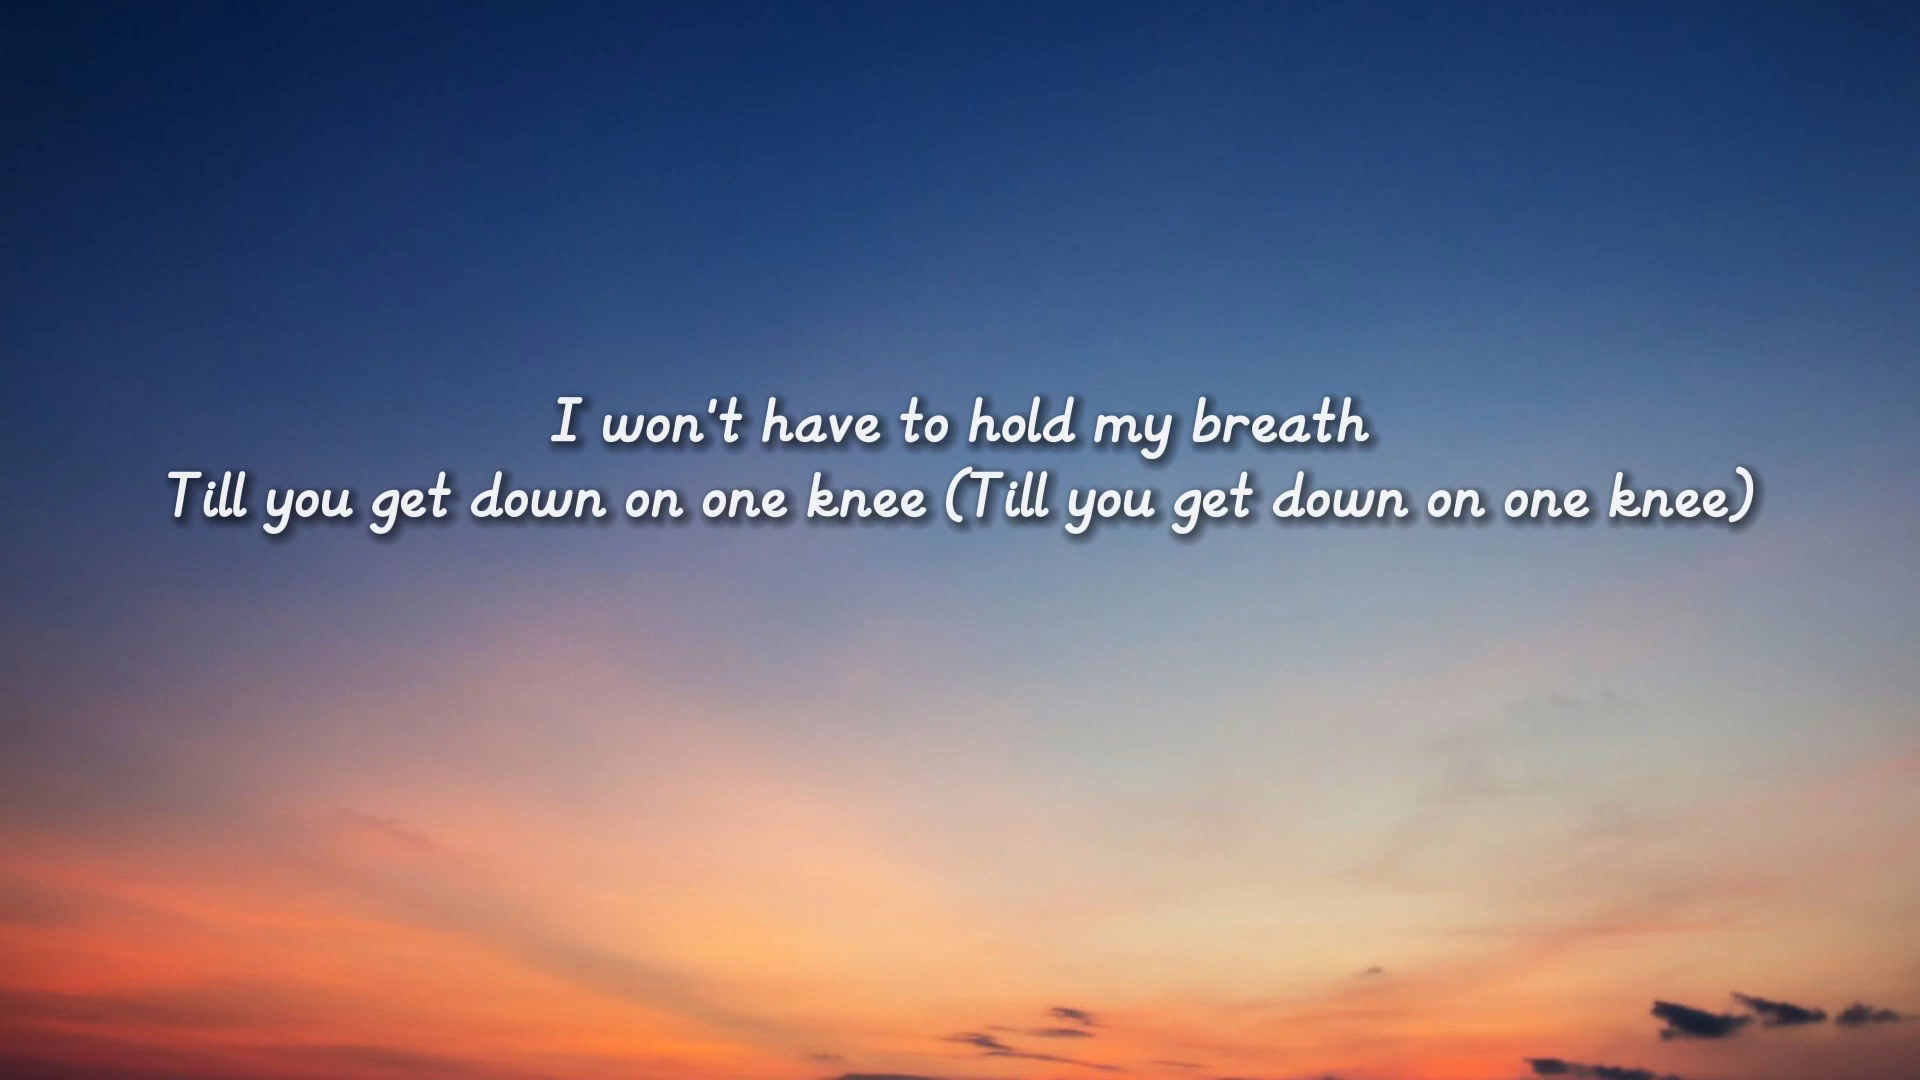 I won't have to hold my breath
Till you get down on one knee (Till you get down on one knee)